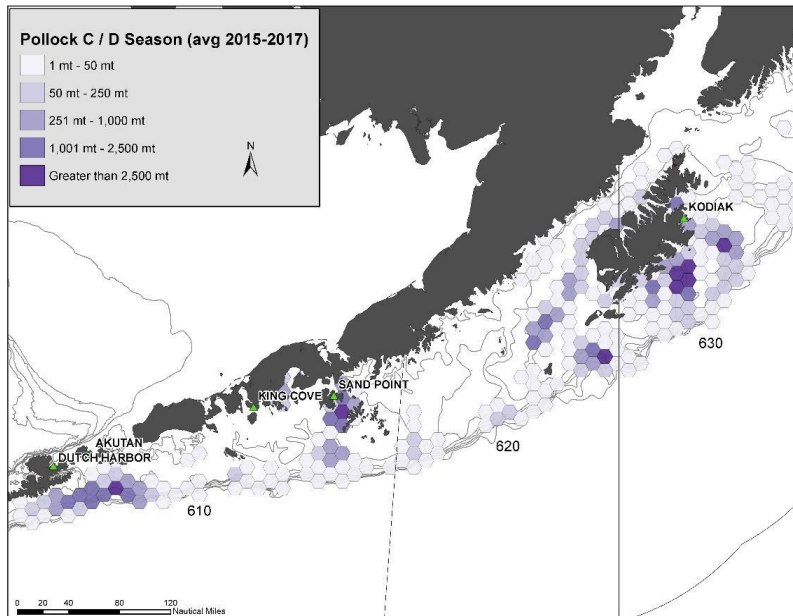 Pollock C / D Season (avg 2015-2017)
1 mt - 50 mt
50 mt - 250 mt
251 mt - 1,000 mt
1,001 mt - 2,500 mt
Greater than 2,500 mt
N
KODIAK
630
SAND POINT
KING COVE
620
AKUTAN
DUTCH HARBOR
610
0 20 40 80 120
Nautical Miles